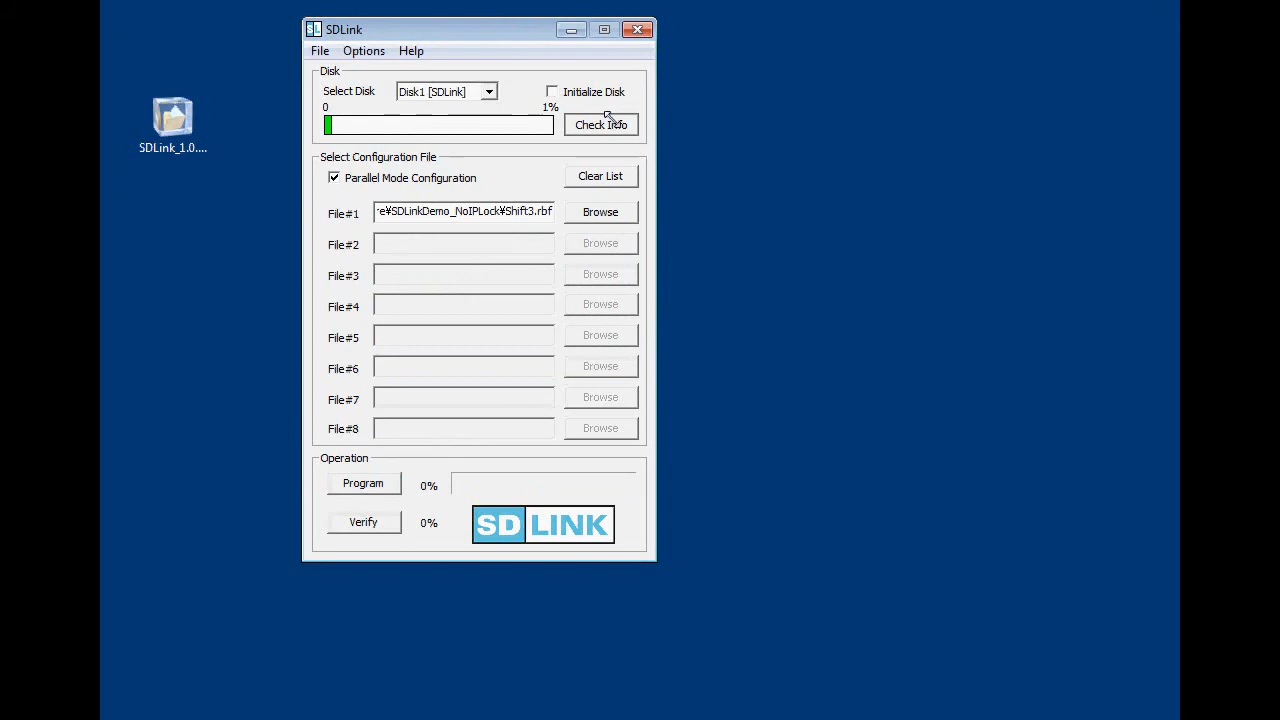 SDLink
File Options Help
Disk
Select Disk Disk1 [SDLink] Initialize Disk
0 1%
Check Info
SDLink_1.0....
Select Configuration File
Parallel Mode Configuration Clear List
File#1 re¥SDLinkDemo_NoIPLock¥Shift3.rbf Browse
File#2 Browse
File#3 Browse
File#4 Browse
File#5 Browse
File#6 Browse
File#7 Browse
File#8 Browse
Operation
Program 0%
Verify 0%
SD LINK